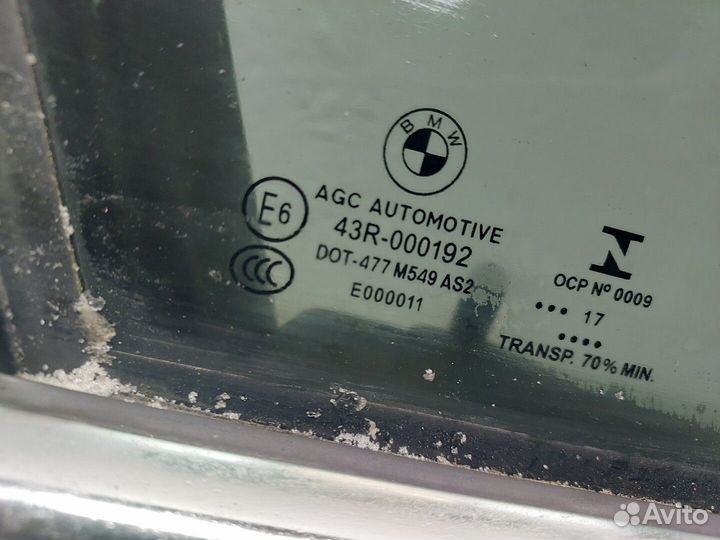 BMW
E6
AGC AUTOMOTIVE
43R-000192
CCC
DOT-477 M549 AS2
E000011
OCP Nº 0009
•••  17
••••
TRANSP. 70% MIN.
Avito